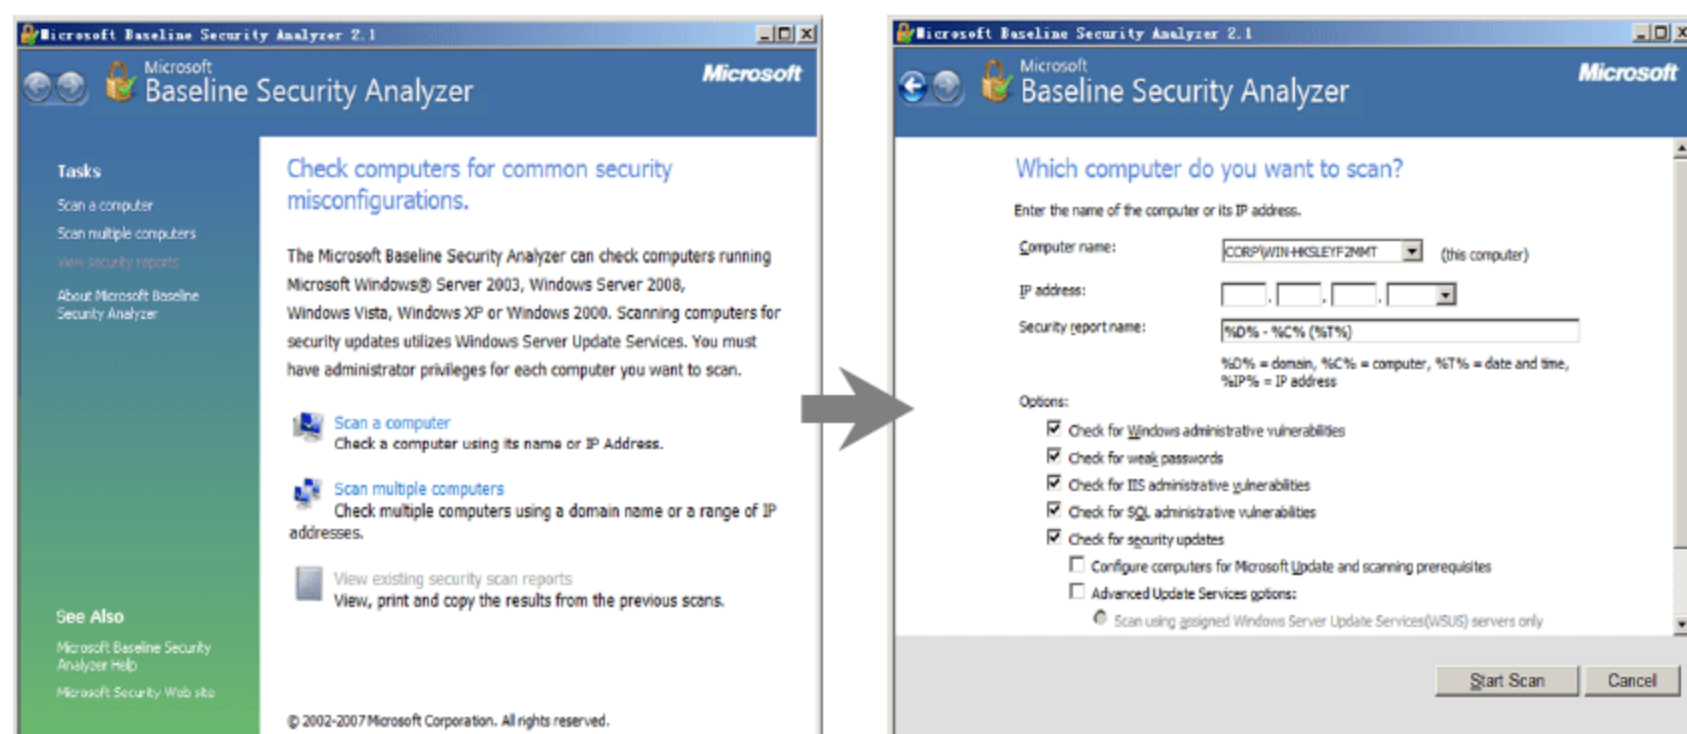 Microsoft Baseline Security Analyzer 2.1
Microsoft
Baseline Security Analyzer
Microsoft
Tasks
Scan a computer
Scan multiple computers
View security reports
About Microsoft Baseline
Security Analyzer
See Also
Microsoft Baseline Security
Analyzer Help
Microsoft Security Web site
Check computers for common security
misconfigurations.
The Microsoft Baseline Security Analyzer can check computers running
Microsoft Windows® Server 2003, Windows Server 2008,
Windows Vista, Windows XP or Windows 2000. Scanning computers for
security updates utilizes Windows Server Update Services. You must
have administrator privileges for each computer you want to scan.
Scan a computer
Check a computer using its name or IP Address.
Scan multiple computers
Check multiple computers using a domain name or a range of IP
addresses.
View existing security scan reports
View, print and copy the results from the previous scans.
© 2002-2007 Microsoft Corporation. All rights reserved.
Microsoft Baseline Security Analyzer 2.1
Microsoft
Baseline Security Analyzer
Microsoft
Which computer do you want to scan?
Enter the name of the computer or its IP address.
Computer name: CORP\WIN-HKSLEYF2MMT (this computer)
IP address: . . .
Security report name: %D% - %C% (%T%)
%D% = domain, %C% = computer, %T% = date and time,
%IP% = IP address
Options:
Check for Windows administrative vulnerabilities
Check for weak passwords
Check for IIS administrative vulnerabilities
Check for SQL administrative vulnerabilities
Check for security updates
Configure computers for Microsoft Update and scanning prerequisites
Advanced Update Services options:
Scan using assigned Windows Server Update Services(WSUS) servers only
Start Scan Cancel